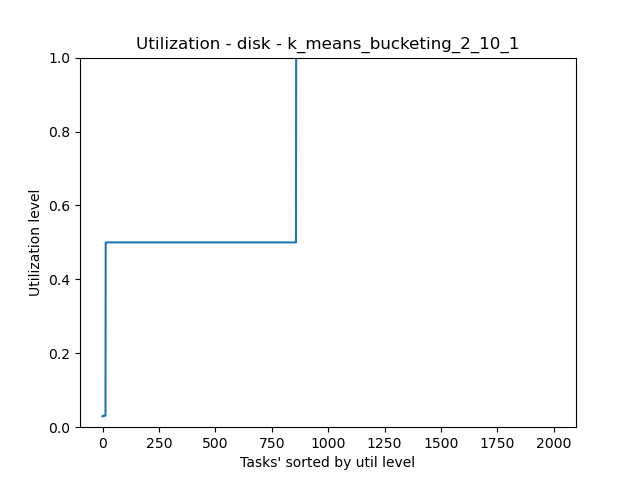 Utilization - disk - k_means_bucketing_2_10_1
1.0
0.8
0.6
0.4
0.2
0.0
Utilization level
0 250 500 750 1000 1250 1500 1750 2000
Tasks' sorted by util level